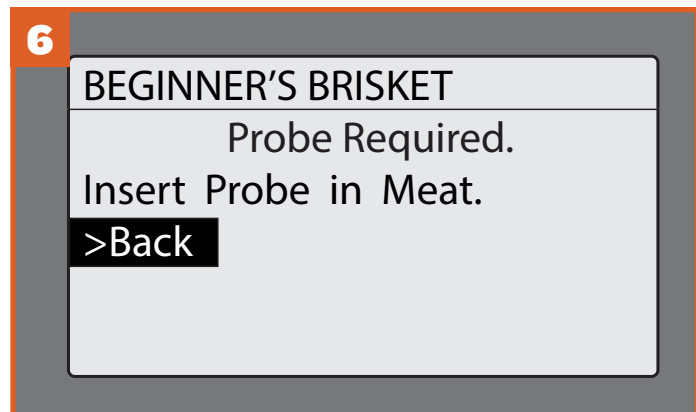 6
BEGINNER’S BRISKET
Probe Required.
Insert Probe in Meat.
>Back